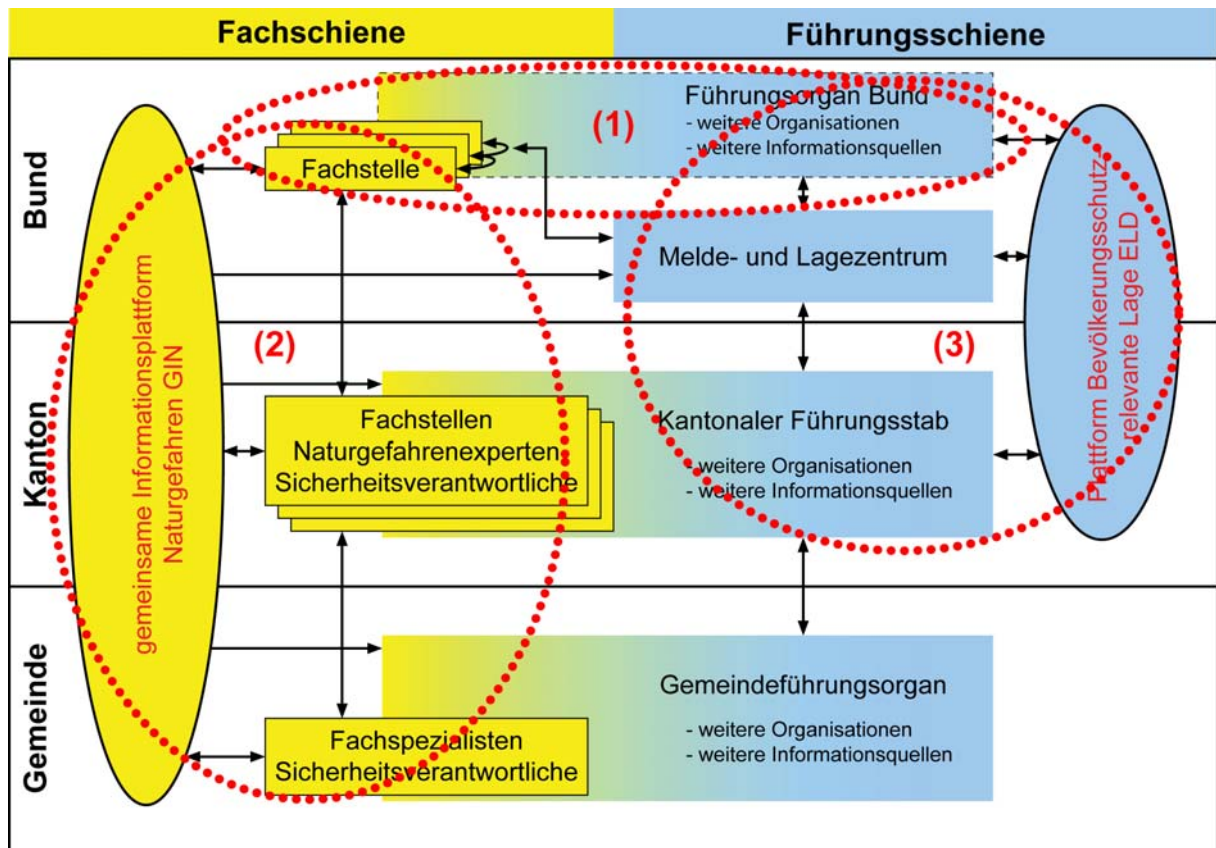 Fachschiene
Führungsschiene
Bund
Führungsorgan Bund
- weitere Organisationen
- weitere Informationsquellen
(1)
Fachstelle
Melde- und Lagezentrum
gemeinsame Informationsplattform
Naturgefahren GIN
Plattform Bevölkerungsschutz-
relevante Lage ELD
(2)
(3)
Kanton
Fachstellen
Naturgefahrenexperten
Sicherheitsverantwortliche
Kantonaler Führungsstab
- weitere Organisationen
- weitere Informationsquellen
Gemeinde
Gemeindeführungsorgan
- weitere Organisationen
- weitere Informationsquellen
Fachspezialisten
Sicherheitsverantwortliche